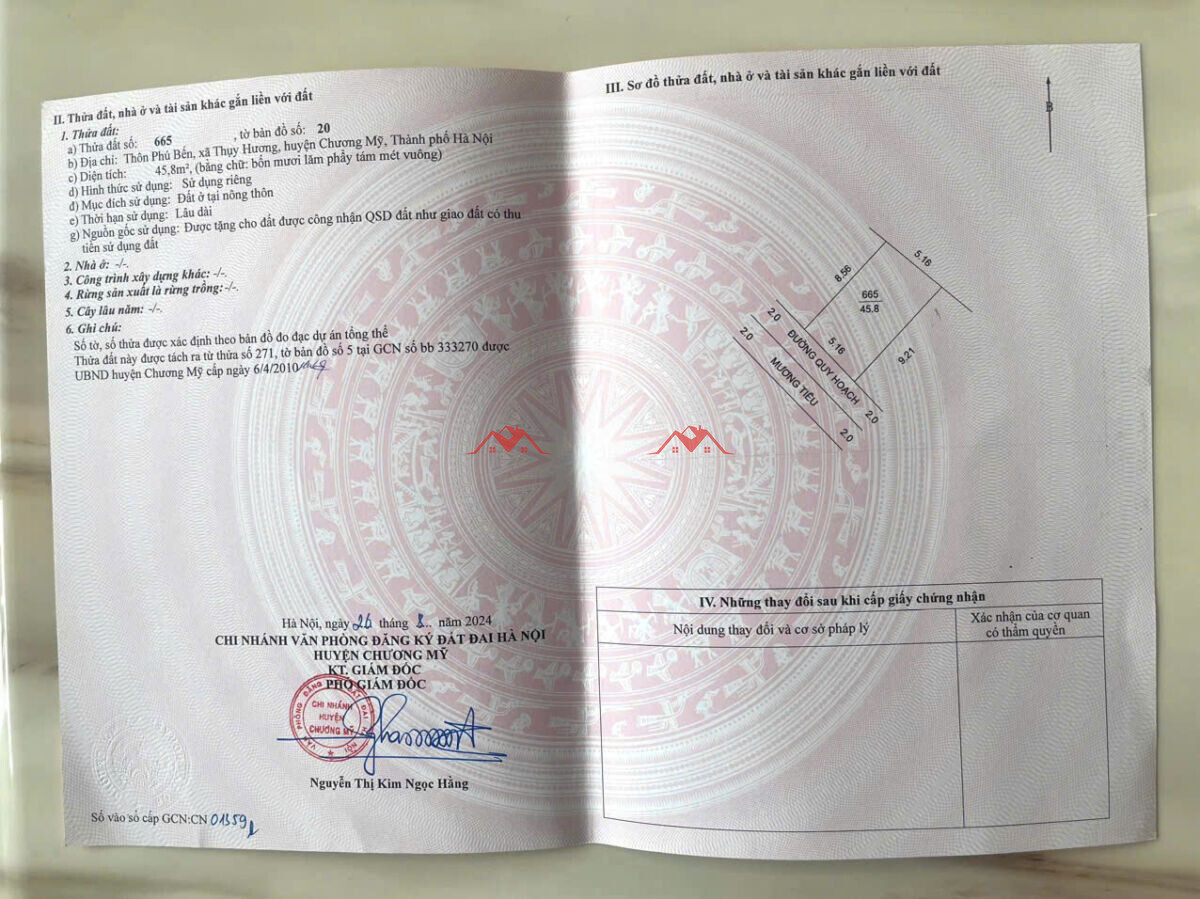 II. Thửa đất, nhà ở và tài sản khác gắn liền với đất
1. Thửa đất:
a) Thửa đất số: 665 , tờ bản đồ số: 20
b) Địa chỉ: Thôn Phú Bến, xã Thụy Hương, huyện Chương Mỹ, Thành phố Hà Nội
c) Diện tích: 45,8m², (bằng chữ: bốn mươi lăm phẩy tám mét vuông)
d) Hình thức sử dụng: Sử dụng riêng
đ) Mục đích sử dụng: Đất ở tại nông thôn
e) Thời hạn sử dụng: Lâu dài
g) Nguồn gốc sử dụng: Được tặng cho đất được công nhận QSD đất như giao đất có thu
tiền sử dụng đất
2. Nhà ở: -/-.
3. Công trình xây dựng khác: -/-.
4. Rừng sản xuất là rừng trồng: -/-.
5. Cây lâu năm: -/-.
6. Ghi chú:
Số tờ, số thửa được xác định theo bản đồ đo đạc dự án tổng thể
Thửa đất này được tách ra từ thửa số 271, tờ bản đồ số 5 tại GCN số bb 333270 được
UBND huyện Chương Mỹ cấp ngày 6/4/2010
Hà Nội, ngày 26 tháng 8.. năm 2024
CHI NHÁNH VĂN PHÒNG ĐĂNG KÝ ĐẤT ĐAI HÀ NỘI
HUYỆN CHƯƠNG MỸ
KT. GIÁM ĐỐC
PHÓ GIÁM ĐỐC
CHI NHÁNH
HUYỆN
CHƯƠNG MỸ
Nguyễn Thị Kim Ngọc Hằng
Số vào sổ cấp GCN:CN 01359
III. Sơ đồ thửa đất, nhà ở và tài sản khác gắn liền với đất
B
5.16
8.56
665
45.8
2.0
5.16
9.21
2.0
ĐƯỜNG QUY HOẠCH
MƯƠNG TIÊU
2.0
2.0
IV. Những thay đổi sau khi cấp giấy chứng nhận
Nội dung thay đổi và cơ sở pháp lý
Xác nhận của cơ quan
có thẩm quyền